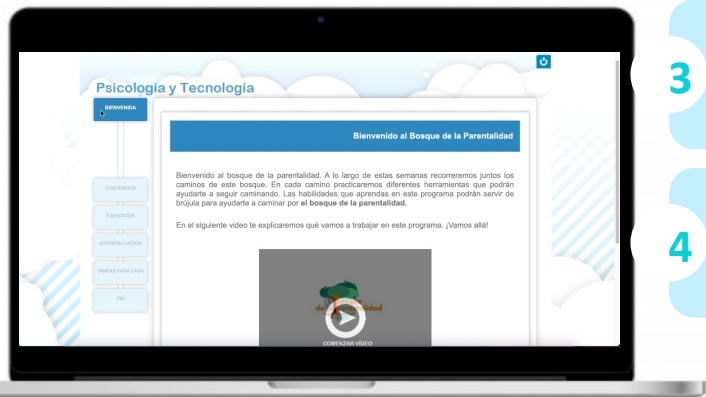 Psicología y Tecnología
BIENVENIDA
CONTENIDOS
EJERCICIOS
AUTOEVALUACIÓN
TAREAS PARA CASA
FIN
Bienvenido al Bosque de la Parentalidad
Bienvenido al bosque de la parentalidad. A lo largo de estas semanas recorreremos juntos los
caminos de este bosque. En cada camino practicaremos diferentes herramientas que podrán
ayudarte a seguir caminando. Las habilidades que aprendas en este programa podrán servir de
brújula para ayudarte a caminar por el bosque de la parentalidad.
En el siguiente video te explicaremos qué vamos a trabajar en este programa. ¡Vamos allá!
COMENZAR VÍDEO
3
4